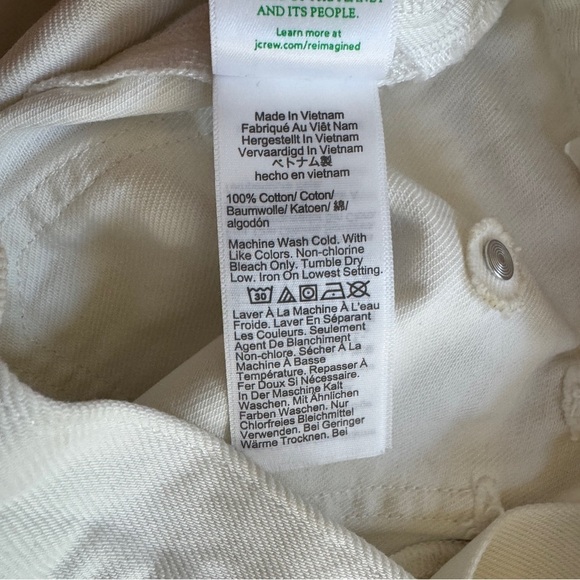 AND ITS PEOPLE.
Learn more at
jcrew.com/reimagined
Made In Vietnam
Fabriqué Au Viêt Nam
Hergestellt In Vietnam
Vervaardigd In Vietnam
ベトナム製
hecho en vietnam
100% Cotton/ Coton/
Baumwolle/ Katoen/ 綿/
algodón
Machine Wash Cold. With
Like Colors. Non-chlorine
Bleach Only. Tumble Dry
Low. Iron On Lowest Setting.
30
Laver À La Machine À L'eau
Froide. Laver En Séparant
Les Couleurs. Seulement
Agent De Blanchiment
Non-chlore. Sécher À La
Machine À Basse
Température. Repasser À
Fer Doux Si Nécessaire.
In Der Maschine Kalt
Waschen. Mit Ähnlichen
Farben Waschen. Nur
Chlorfreies Bleichmittel
Verwenden. Bei Geringer
Wärme Trocknen. Bei